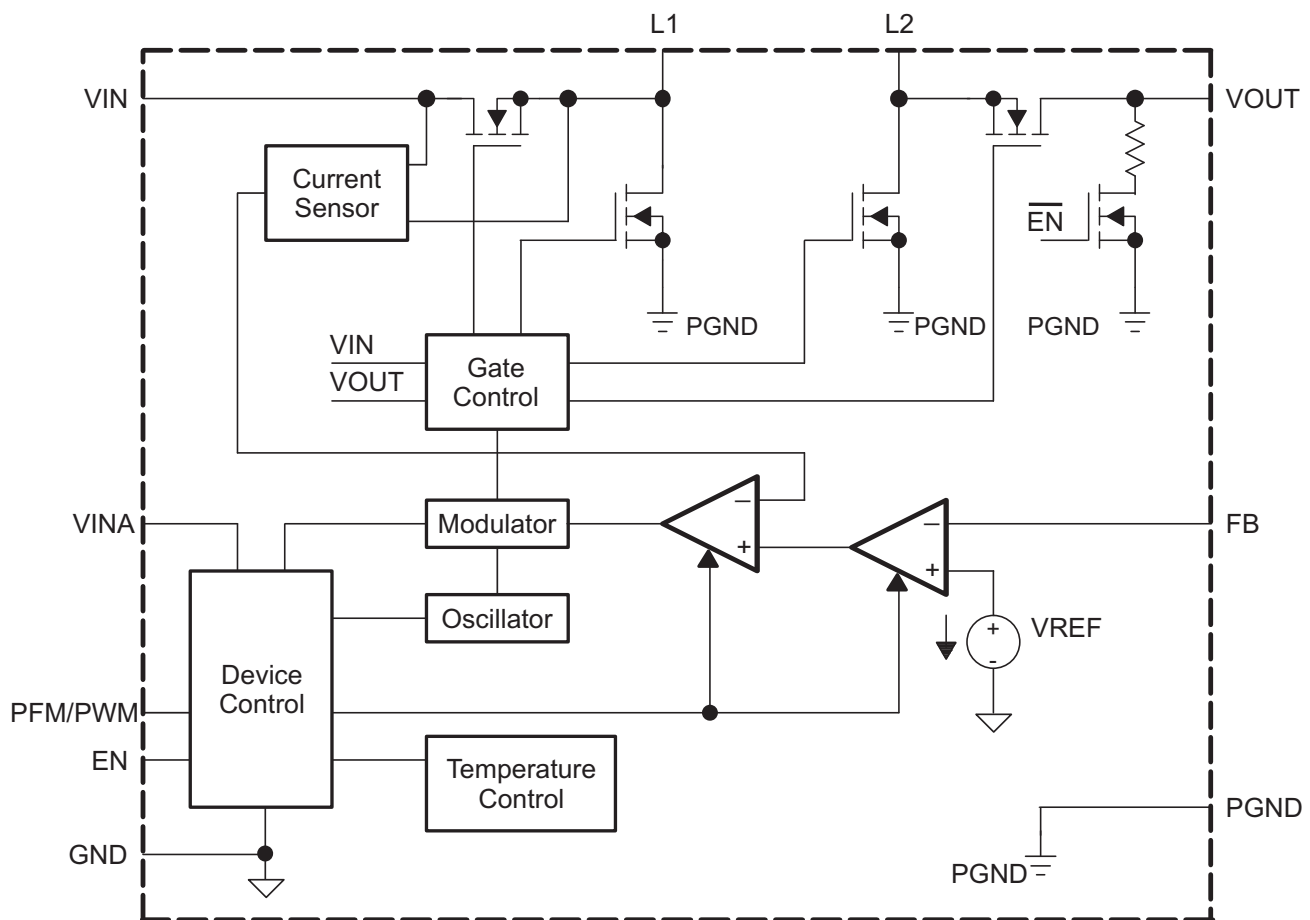 L1
L2
VIN
VOUT
Current
Sensor
EN
PGND
PGND
PGND
VIN
VOUT
Gate
Control
VINA
Modulator
−
+
−
+
FB
Oscillator
+
-
VREF
Device
Control
PFM/PWM
EN
Temperature
Control
PGND
GND
PGND